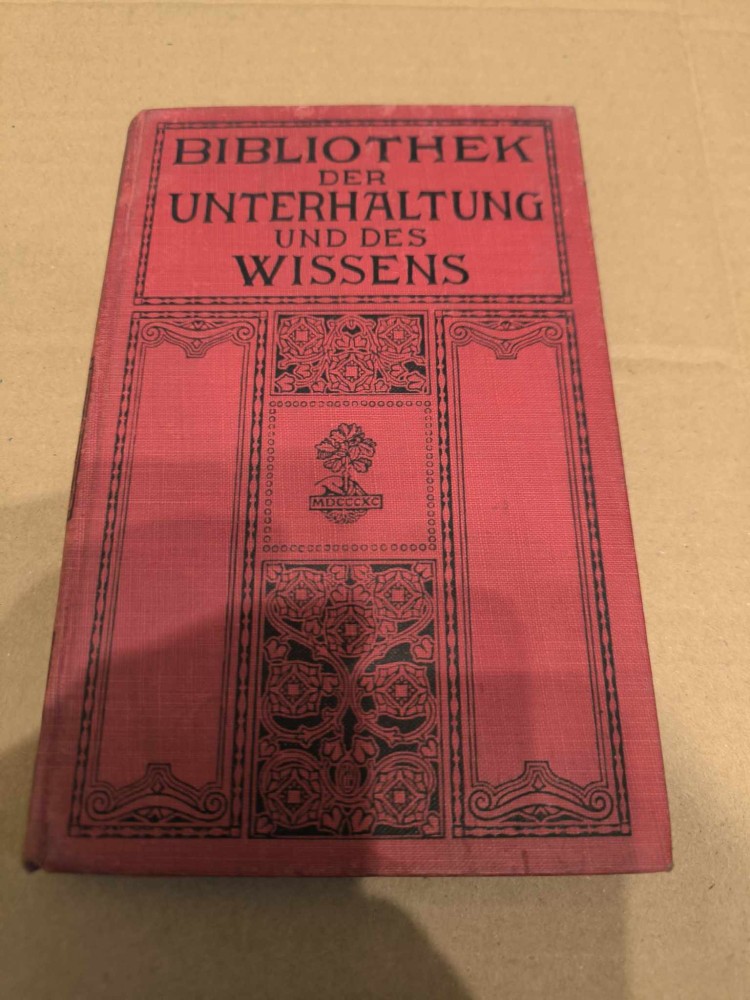 BIBLIOTHEK
DER
UNTERHALTUNG
UND DES
WISSENS
MDCCCXC